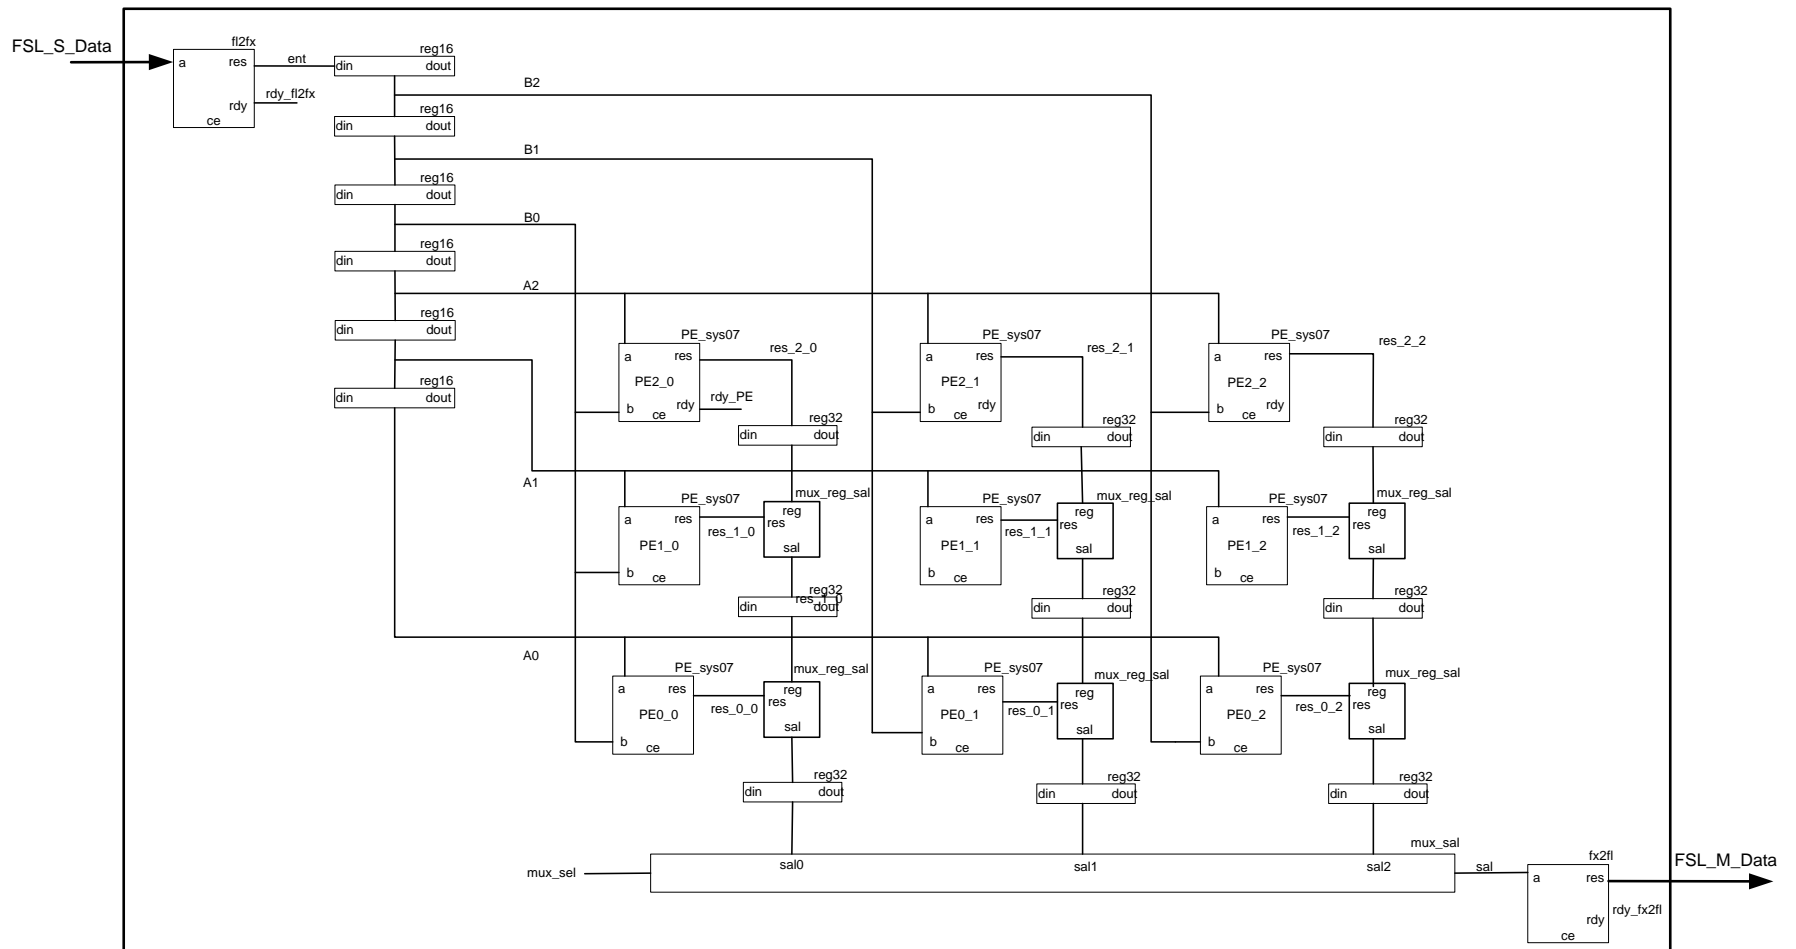 FSL_S_Data
fl2fx
a res
rdy
ce
ent
rdy_fl2fx
reg16
din dout
B2
reg16
din dout
B1
reg16
din dout
B0
reg16
din dout
A2
reg16
din dout
reg16
din dout
PE_sys07
a res
PE2_0
b rdy
ce
res_2_0
rdy_PE
PE_sys07
a res
PE2_1
b rdy
ce
res_2_1
PE_sys07
a res
PE2_2
b rdy
ce
res_2_2
reg32
din dout
reg32
din dout
reg32
din dout
A1
PE_sys07
a res
PE1_0
b
ce
res_1_0
mux_reg_sal
reg
res
sal
PE_sys07
a res
PE1_1
b
ce
res_1_1
mux_reg_sal
reg
res
sal
PE_sys07
a res
PE1_2
b
ce
res_1_2
mux_reg_sal
reg
res
sal
reg32
res_1_0
din dout
reg32
din dout
reg32
din dout
A0
PE_sys07
a res
PE0_0
b
ce
res_0_0
mux_reg_sal
reg
res
sal
PE_sys07
a res
PE0_1
b
ce
res_0_1
mux_reg_sal
reg
res
sal
PE_sys07
a res
PE0_2
b
ce
res_0_2
mux_reg_sal
reg
res
sal
reg32
din dout
reg32
din dout
reg32
din dout
mux_sel
sal0 sal1 sal2
mux_sal
sal
fx2fl
a res
rdy
ce
rdy_fx2fl
FSL_M_Data